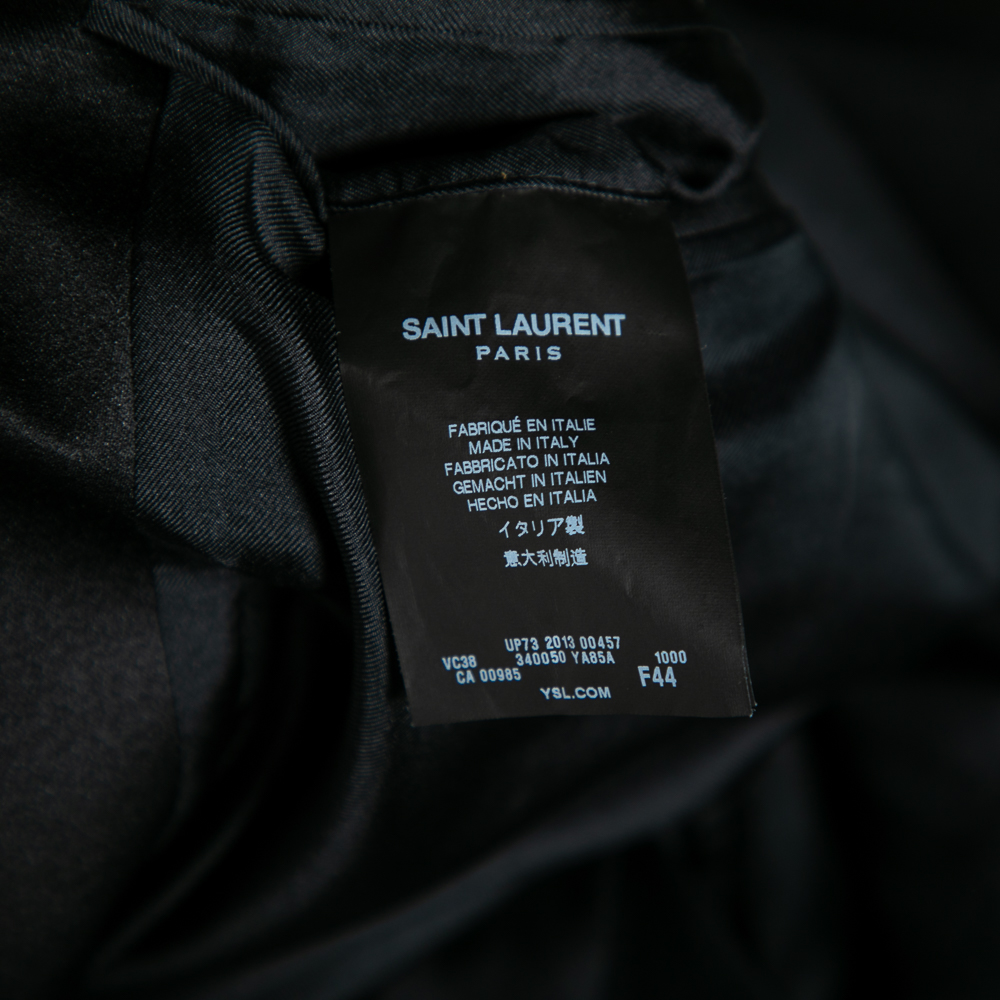 SAINT LAURENT
PARIS
FABRIQUÉ EN ITALIE
MADE IN ITALY
FABBRICATO IN ITALIA
GEMACHT IN ITALIEN
HECHO EN ITALIA
イタリア製
意大利制造
UP73 2013 00457
VC38 340050 YA85A 1000
CA 00985 F44
YSL.COM